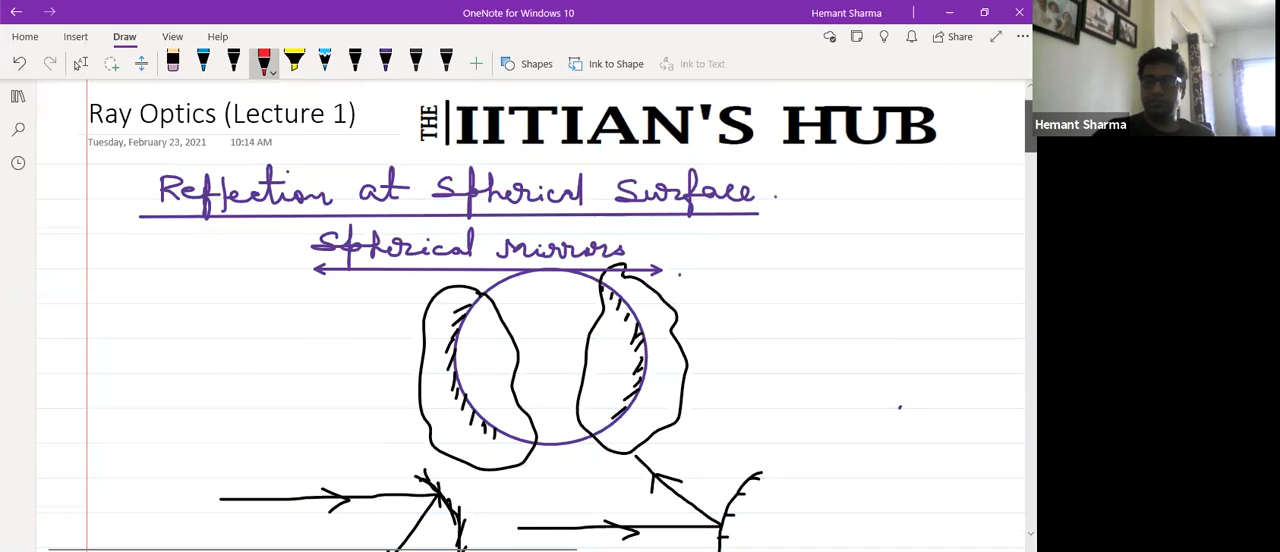 OneNote for Windows 10
Hemant Sharma
Home Insert Draw View Help
Share
Shapes Ink to Shape Ink to Text
Hemant Sharma
Ray Optics (Lecture 1)
THE IITIAN'S HUB
Tuesday, February 23, 2021 10:14 AM
Reflection at Spherical Surface.
Spherical Mirrors